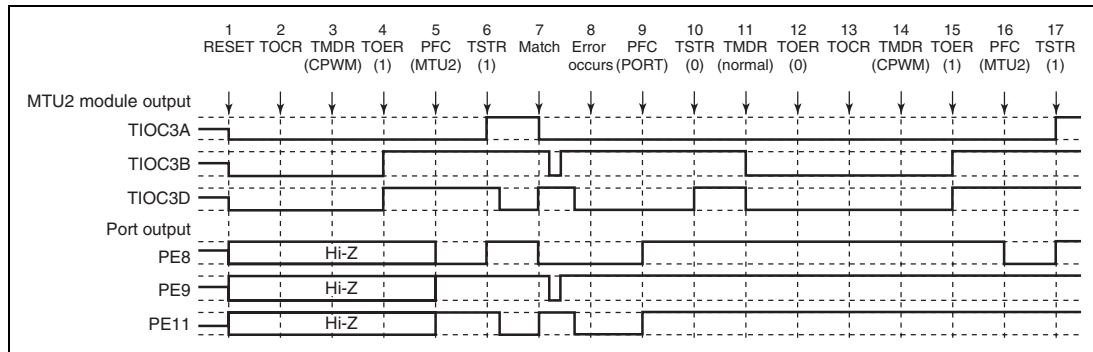 1 2 3 4 5 6 7 8 9 10 11 12 13 14 15 16 17
RESET TOCR TMDR TOER PFC TSTR Match Error PFC TSTR TMDR TOER TOCR TMDR TOER PFC TSTR
(CPWM) (1) (MTU2) (1) occurs (PORT) (0) (normal) (0) (CPWM) (1) (MTU2) (1)
MTU2 module output
TIOC3A
TIOC3B
TIOC3D
Port output
PE8 Hi-Z
PE9 Hi-Z
PE11 Hi-Z